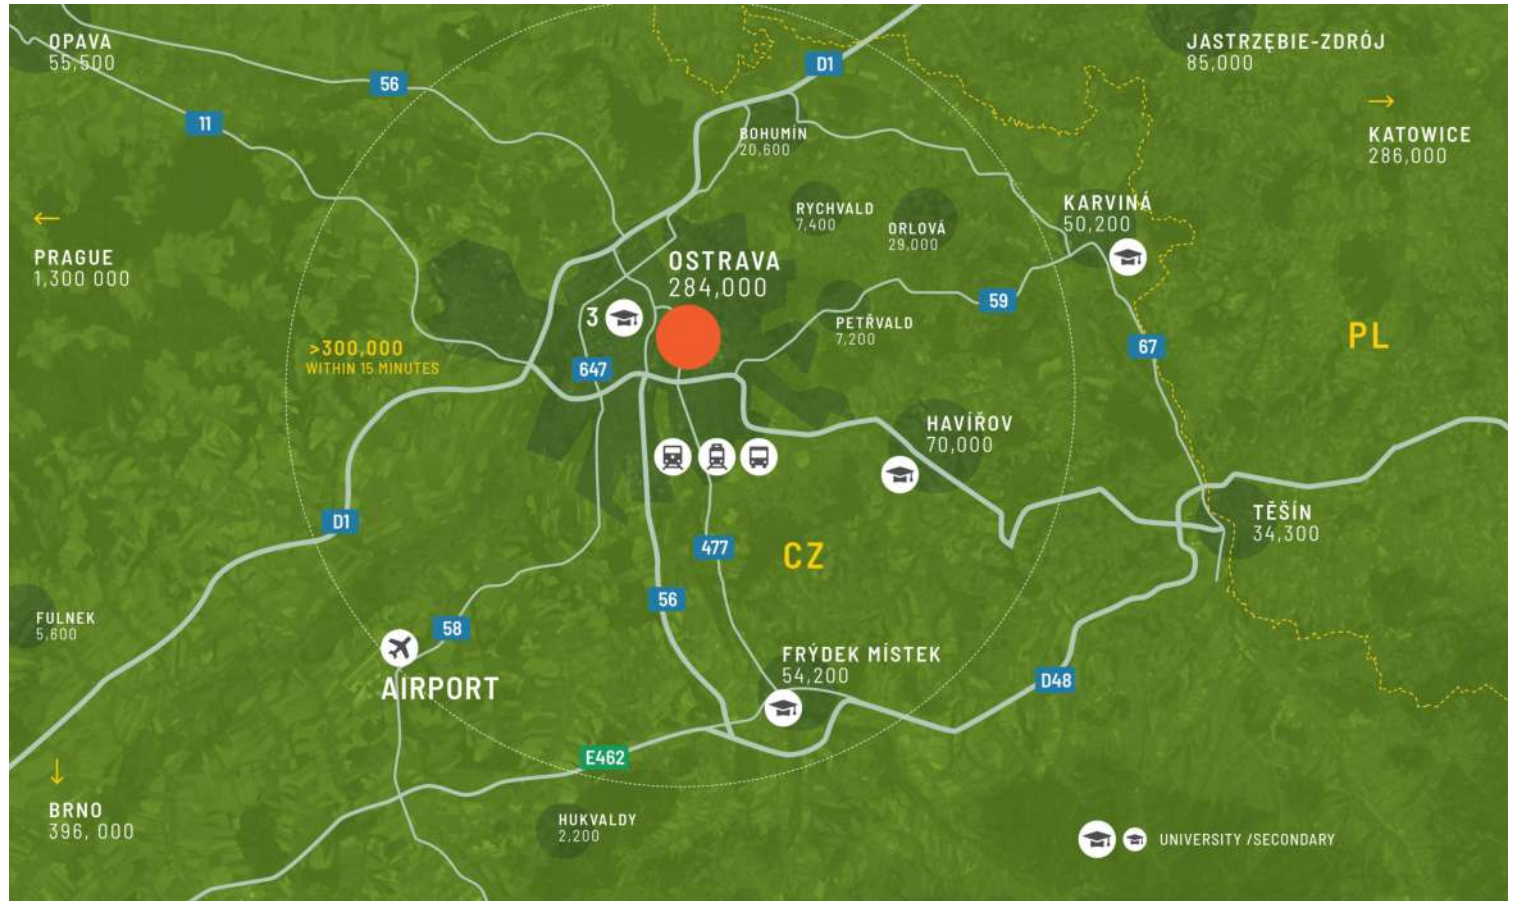 OPAVA
55,500
56
11
D1
JASTRZĘBIE-ZDRÓJ
85,000
KATOWICE
286,000
BOHUMÍN
20,600
RYCHVALD
7,400
ORLOVÁ
29,000
KARVINÁ
50,200
PRAGUE
1,300 000
OSTRAVA
284,000
3
59
PETŘVALD
7,200
PL
67
>300,000
WITHIN 15 MINUTES
647
HAVÍŘOV
70,000
D1
TĚŠÍN
34,300
477
CZ
56
FULNEK
5,600
58
AIRPORT
FRÝDEK MÍSTEK
54,200
D48
E462
BRNO
396, 000
HUKVALDY
2,200
UNIVERSITY /SECONDARY